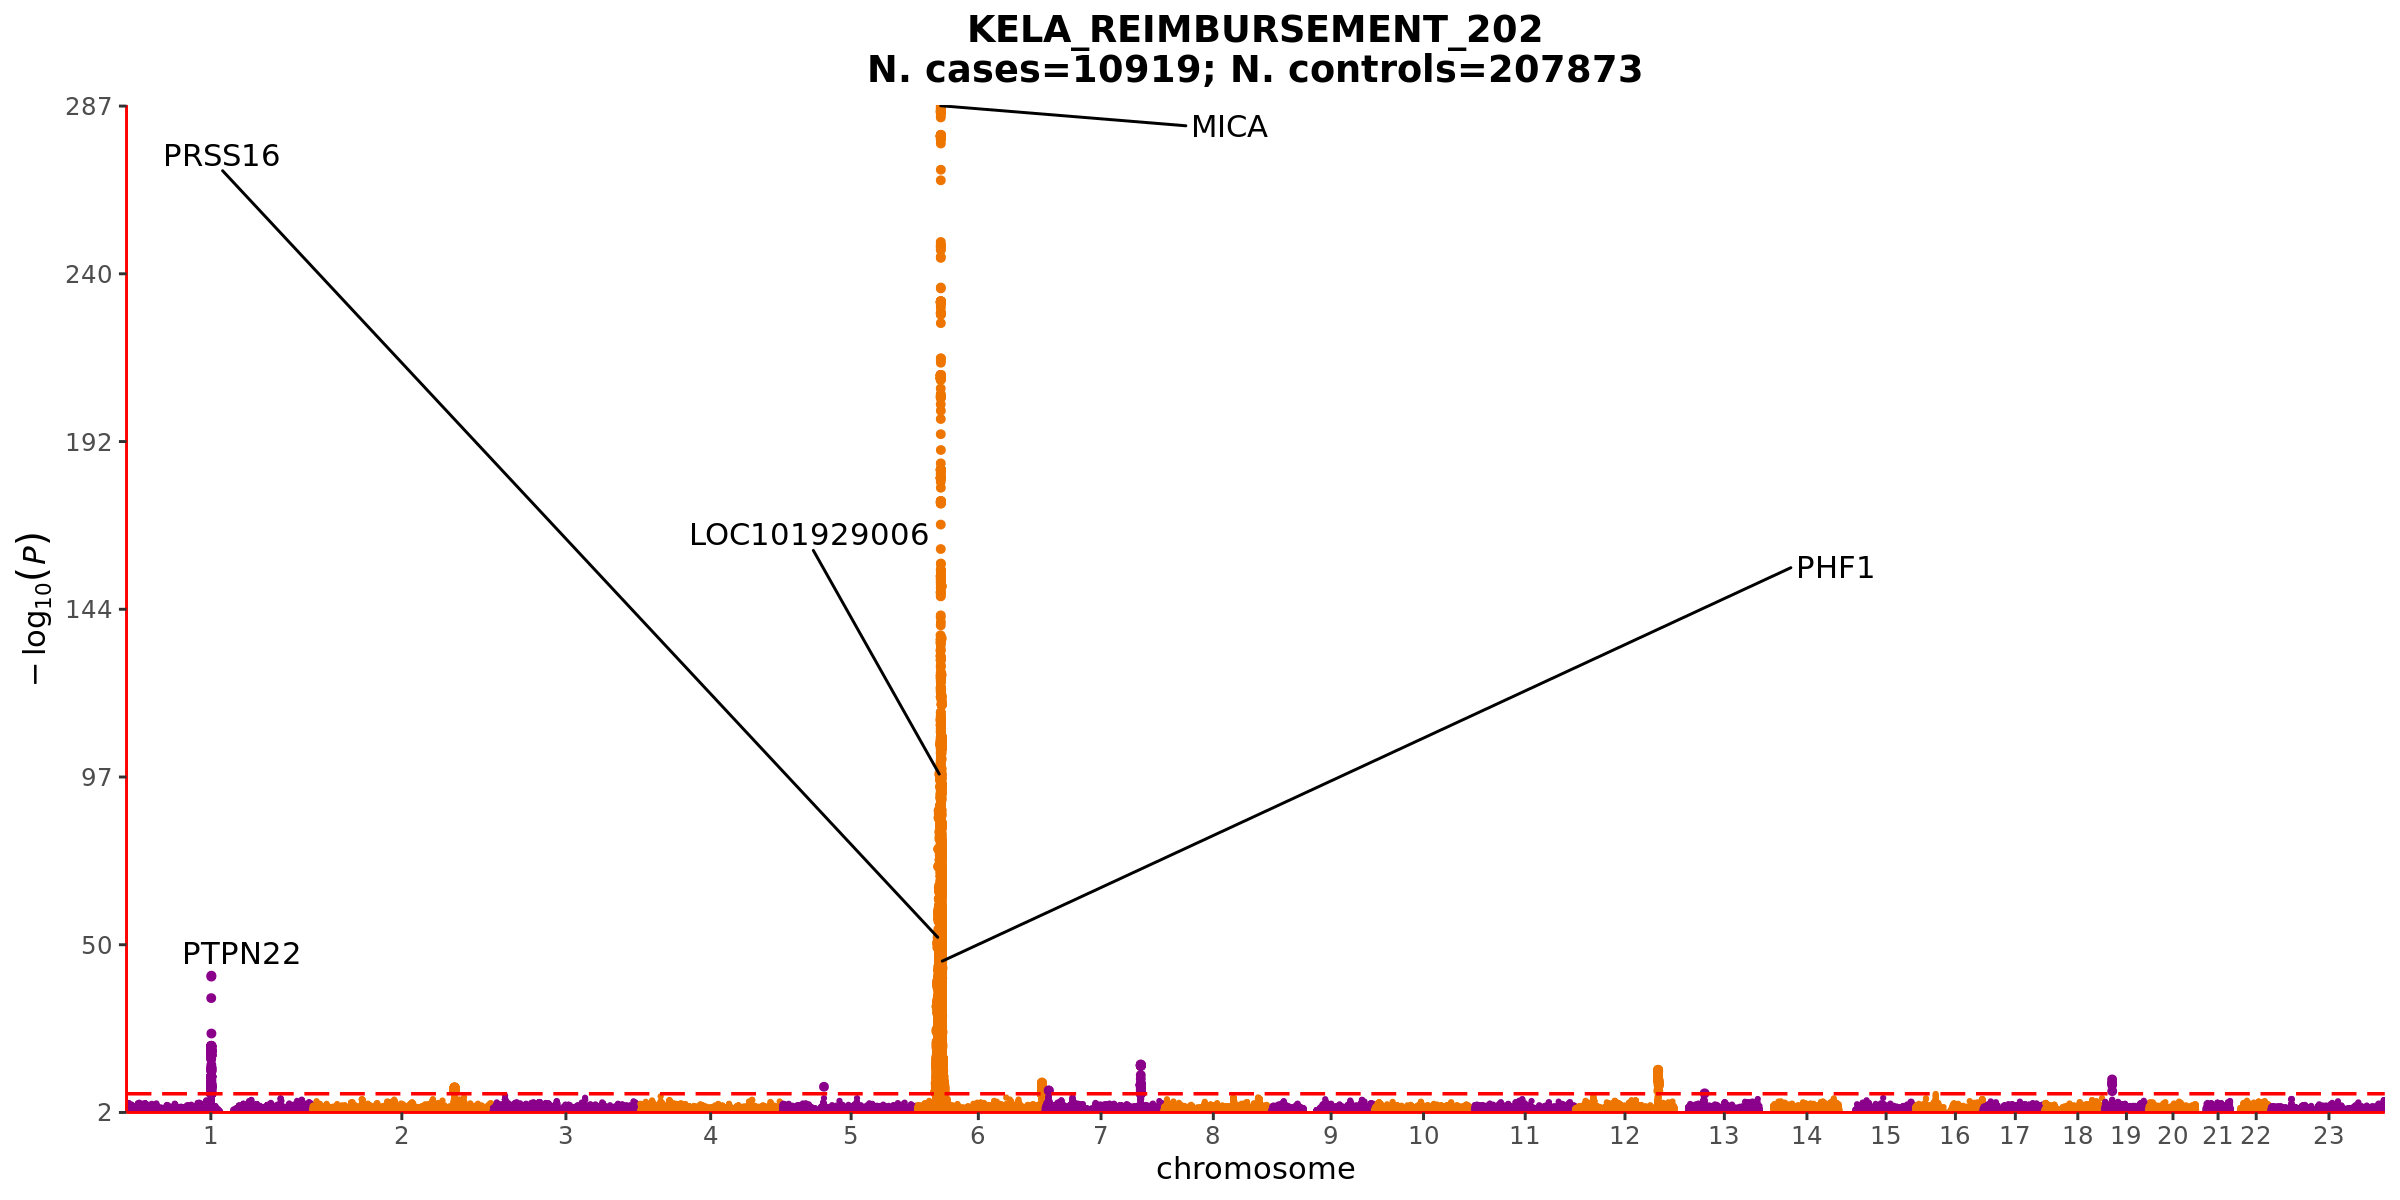 KELA_REIMBURSEMENT_202
N. cases=10919; N. controls=207873
287
MICA
PRSS16
240
192
LOC101929006
PHF1
144
97
PTPN22
50
2
−log₁₀(P)
1 2 3 4 5 6 7 8 9 10 11 12 13 14 15 16 17 18 19 20 21 22 23
chromosome